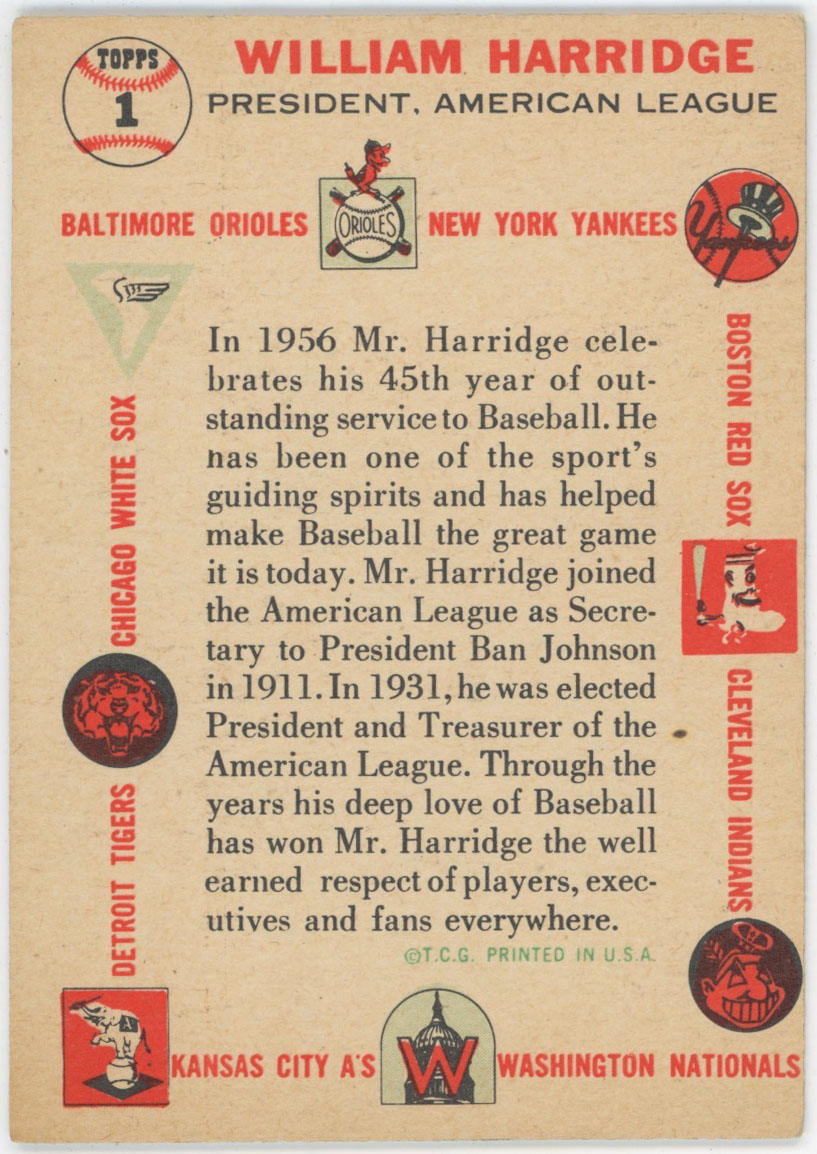 TOPPS
1
WILLIAM HARRIDGE
PRESIDENT, AMERICAN LEAGUE
BALTIMORE ORIOLES
ORIOLES
NEW YORK YANKEES
Yankees
BOSTON RED SOX
CLEVELAND INDIANS
CHICAGO WHITE SOX
DETROIT TIGERS
In 1956 Mr. Harridge cele-
brates his 45th year of out-
standing service to Baseball. He
has been one of the sport's
guiding spirits and has helped
make Baseball the great game
it is today. Mr. Harridge joined
the American League as Secre-
tary to President Ban Johnson
in 1911. In 1931, he was elected
President and Treasurer of the
American League. Through the
years his deep love of Baseball
has won Mr. Harridge the well
earned respect of players, exec-
utives and fans everywhere.
©T.C.G. PRINTED IN U.S.A.
A
KANSAS CITY A'S
W
WASHINGTON NATIONALS